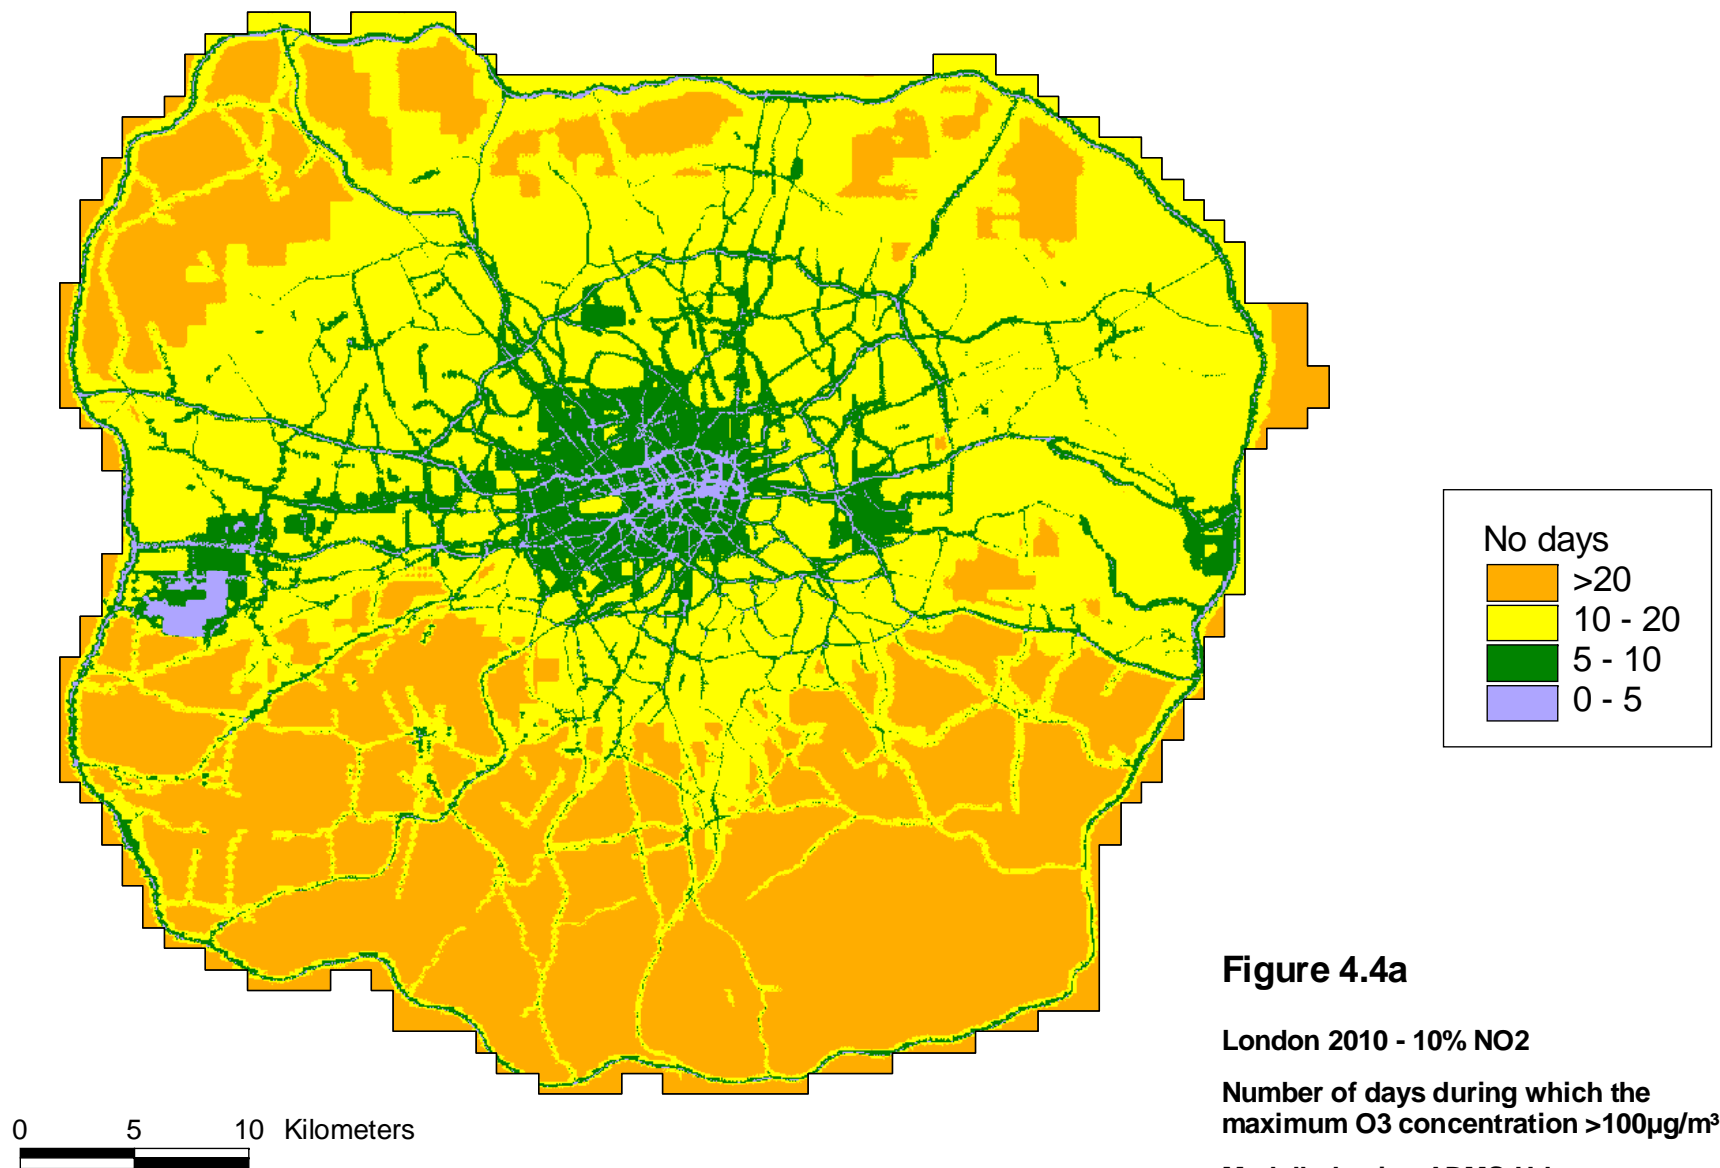 No days
>20
10 - 20
5 - 10
0 - 5
Figure 4.4a
London 2010 - 10% NO2
Number of days during which the
maximum O3 concentration >100µg/m³
0 5 10 Kilometers